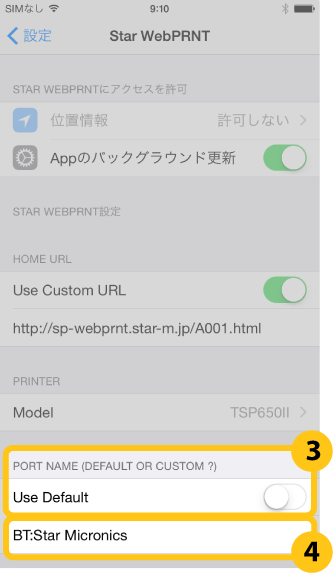 SIMなし 9:10
設定 Star WebPRNT
STAR WEBPRNTにアクセスを許可
位置情報 許可しない
Appのバックグラウンド更新
STAR WEBPRNT設定
HOME URL
Use Custom URL
http://sp-webprnt.star-m.jp/A001.html
PRINTER
Model TSP650II
3
PORT NAME (DEFAULT OR CUSTOM ?)
Use Default
BT:Star Micronics
4